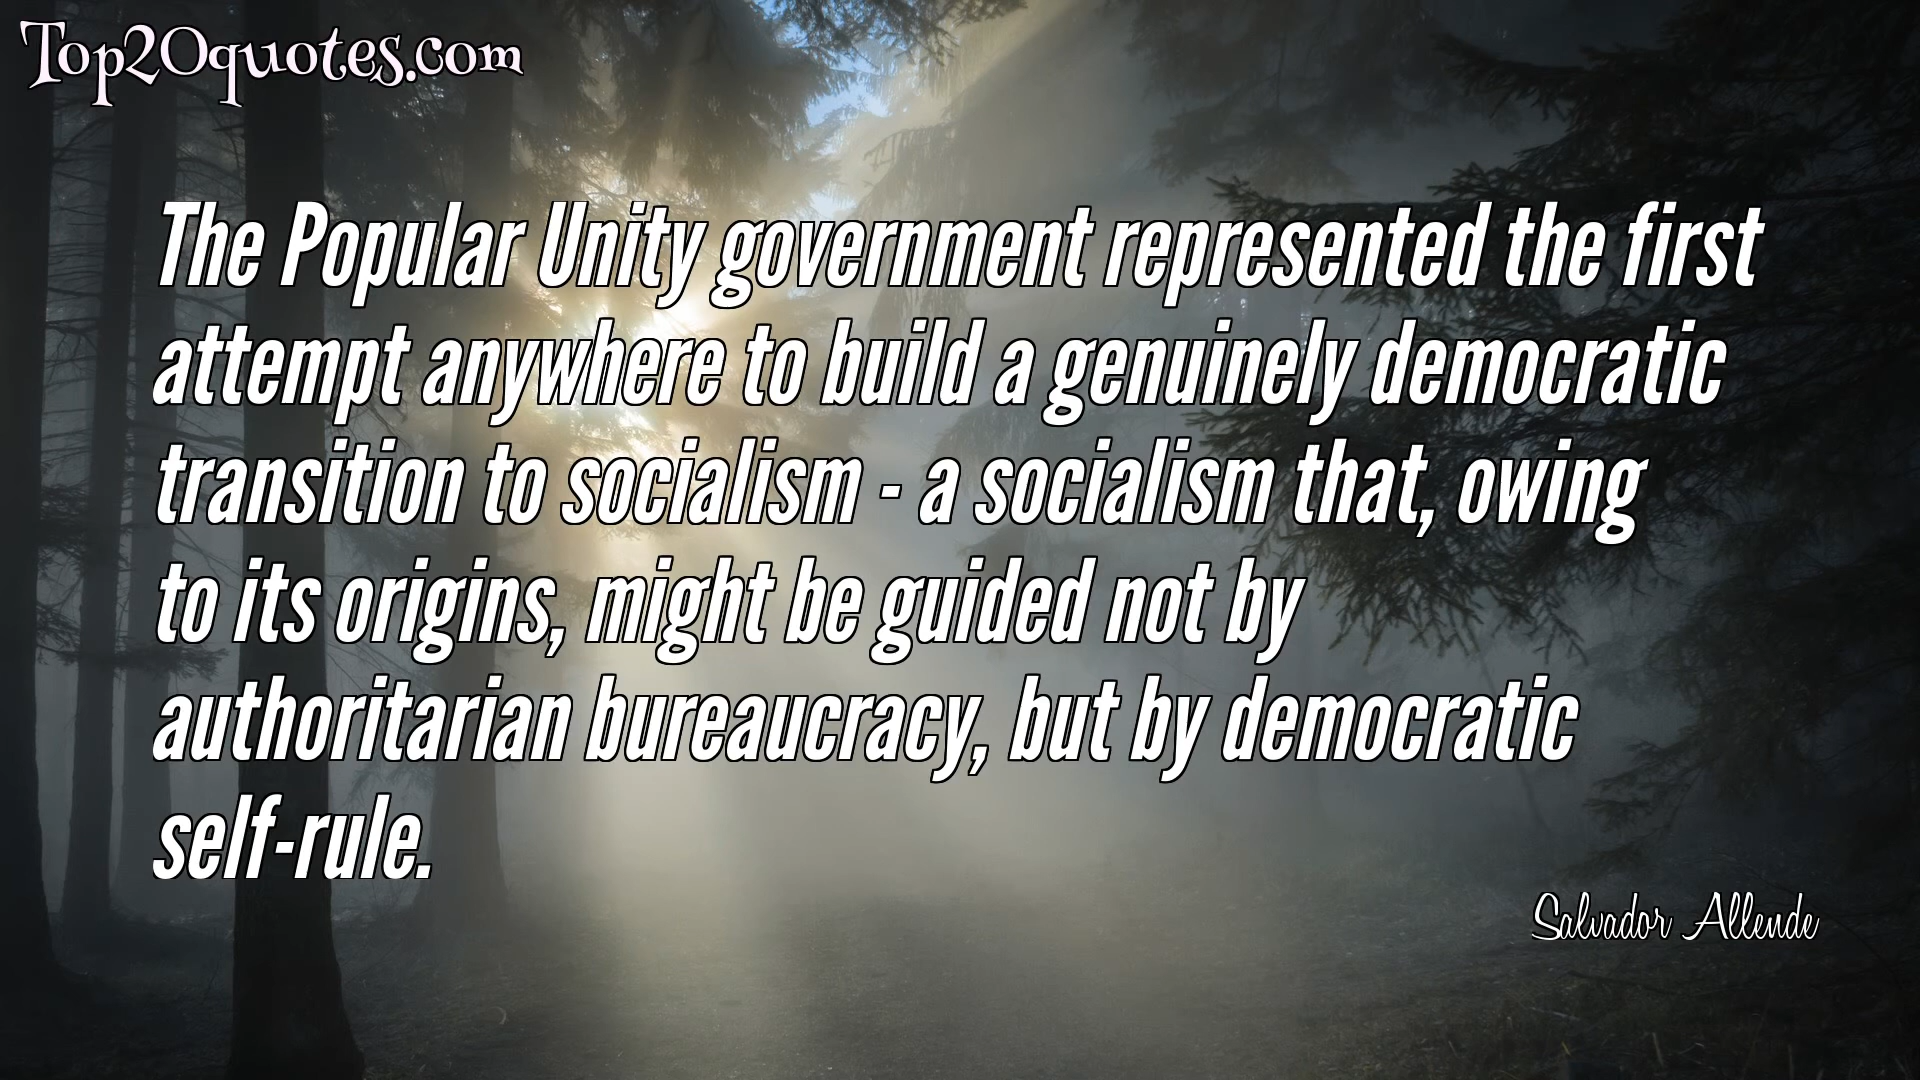 Top20quotes.com
The Popular Unity government represented the first
attempt anywhere to build a genuinely democratic
transition to socialism - a socialism that, owing
to its origins, might be guided not by
authoritarian bureaucracy, but by democratic
self-rule.
Salvador Allende